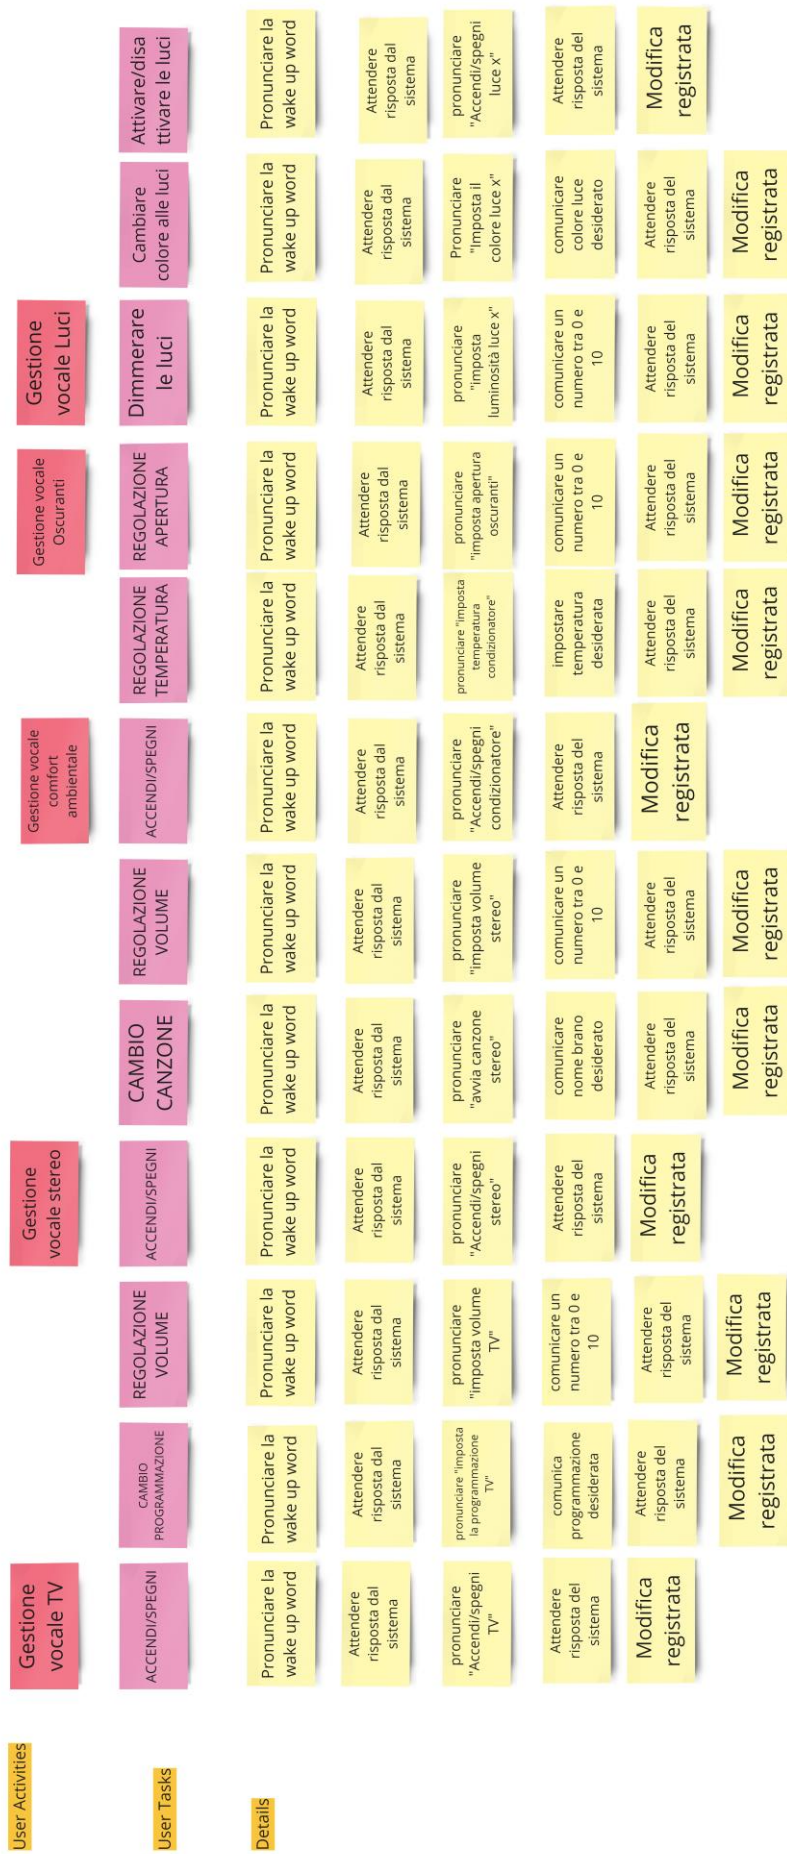 User Activities
Gestione
vocale TV
Gestione
vocale stereo
Gestione vocale
comfort
ambientale
Gestione vocale
Oscuranti
Gestione
vocale Luci
User Tasks
ACCENDI/SPEGNI
CAMBIO
PROGRAMMAZIONE
REGOLAZIONE
VOLUME
ACCENDI/SPEGNI
CAMBIO
CANZONE
REGOLAZIONE
VOLUME
ACCENDI/SPEGNI
REGOLAZIONE
TEMPERATURA
REGOLAZIONE
APERTURA
Dimmerare
le luci
Cambiare
colore alle luci
Attivare/disa
ttivare le luci
Details
Pronunciare la
wake up word
Pronunciare la
wake up word
Pronunciare la
wake up word
Pronunciare la
wake up word
Pronunciare la
wake up word
Pronunciare la
wake up word
Pronunciare la
wake up word
Pronunciare la
wake up word
Pronunciare la
wake up word
Pronunciare la
wake up word
Pronunciare la
wake up word
Pronunciare la
wake up word
Attendere
risposta dal
sistema
Attendere
risposta dal
sistema
Attendere
risposta dal
sistema
Attendere
risposta dal
sistema
Attendere
risposta dal
sistema
Attendere
risposta dal
sistema
Attendere
risposta dal
sistema
Attendere
risposta dal
sistema
Attendere
risposta dal
sistema
Attendere
risposta dal
sistema
Attendere
risposta dal
sistema
Attendere
risposta dal
sistema
pronunciare
"Accendi/spegni
TV"
pronunciare "imposta
la programmazione
TV"
pronunciare
"imposta volume
TV"
pronunciare
"Accendi/spegni
stereo"
pronunciare
"avvia canzone
stereo"
pronunciare
"imposta volume
stereo"
pronunciare
"Accendi/spegni
condizionatore"
pronunciare "imposta
temperatura
condizionatore"
pronunciare
"imposta apertura
oscuranti"
pronunciare
"imposta
luminosità luce x"
Pronunciare
"Imposta il
colore luce x"
pronunciare
"Accendi/spegni
luce x"
Attendere
risposta del
sistema
comunica
programmazione
desiderata
comunicare un
numero tra 0 e
10
Attendere
risposta del
sistema
comunicare
nome brano
desiderato
comunicare un
numero tra 0 e
10
Attendere
risposta del
sistema
impostare
temperatura
desiderata
comunicare un
numero tra 0 e
10
comunicare un
numero tra 0 e
10
comunicare
colore luce
desiderato
Attendere
risposta del
sistema
Modifica
registrata
Attendere
risposta del
sistema
Attendere
risposta del
sistema
Modifica
registrata
Attendere
risposta del
sistema
Attendere
risposta del
sistema
Modifica
registrata
Attendere
risposta del
sistema
Attendere
risposta del
sistema
Attendere
risposta del
sistema
Attendere
risposta del
sistema
Modifica
registrata
Modifica
registrata
Modifica
registrata
Modifica
registrata
Modifica
registrata
Modifica
registrata
Modifica
registrata
Modifica
registrata
Modifica
registrata